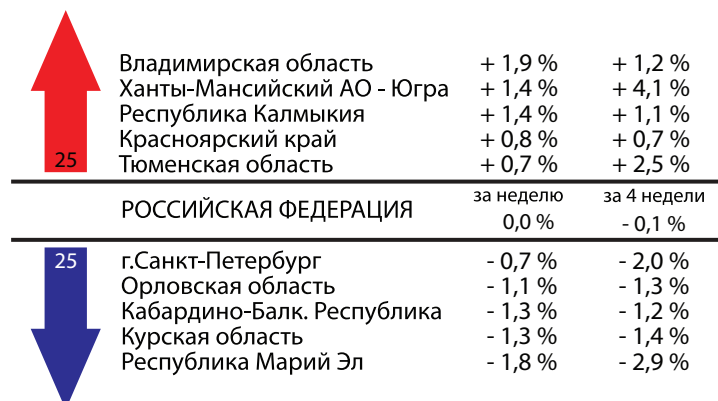 Владимирская область + 1,9 % + 1,2 %
Ханты-Мансийский АО - Югра + 1,4 % + 4,1 %
Республика Калмыкия + 1,4 % + 1,1 %
Красноярский край + 0,8 % + 0,7 %
25 Тюменская область + 0,7 % + 2,5 %
за неделю за 4 недели
РОССИЙСКАЯ ФЕДЕРАЦИЯ 0,0 % - 0,1 %
25 г.Санкт-Петербург - 0,7 % - 2,0 %
Орловская область - 1,1 % - 1,3 %
Кабардино-Балк. Республика - 1,3 % - 1,2 %
Курская область - 1,3 % - 1,4 %
Республика Марий Эл - 1,8 % - 2,9 %